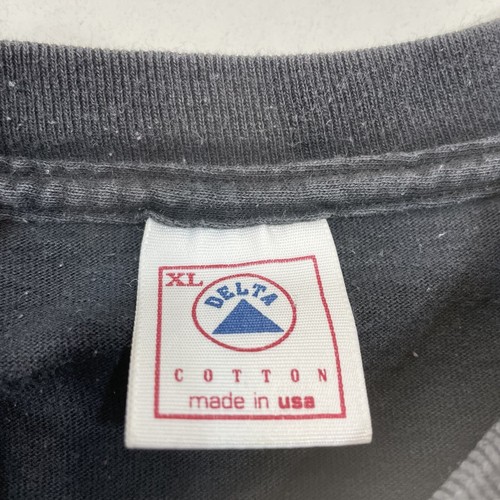 XL
DELTA
COTTON
made in usa